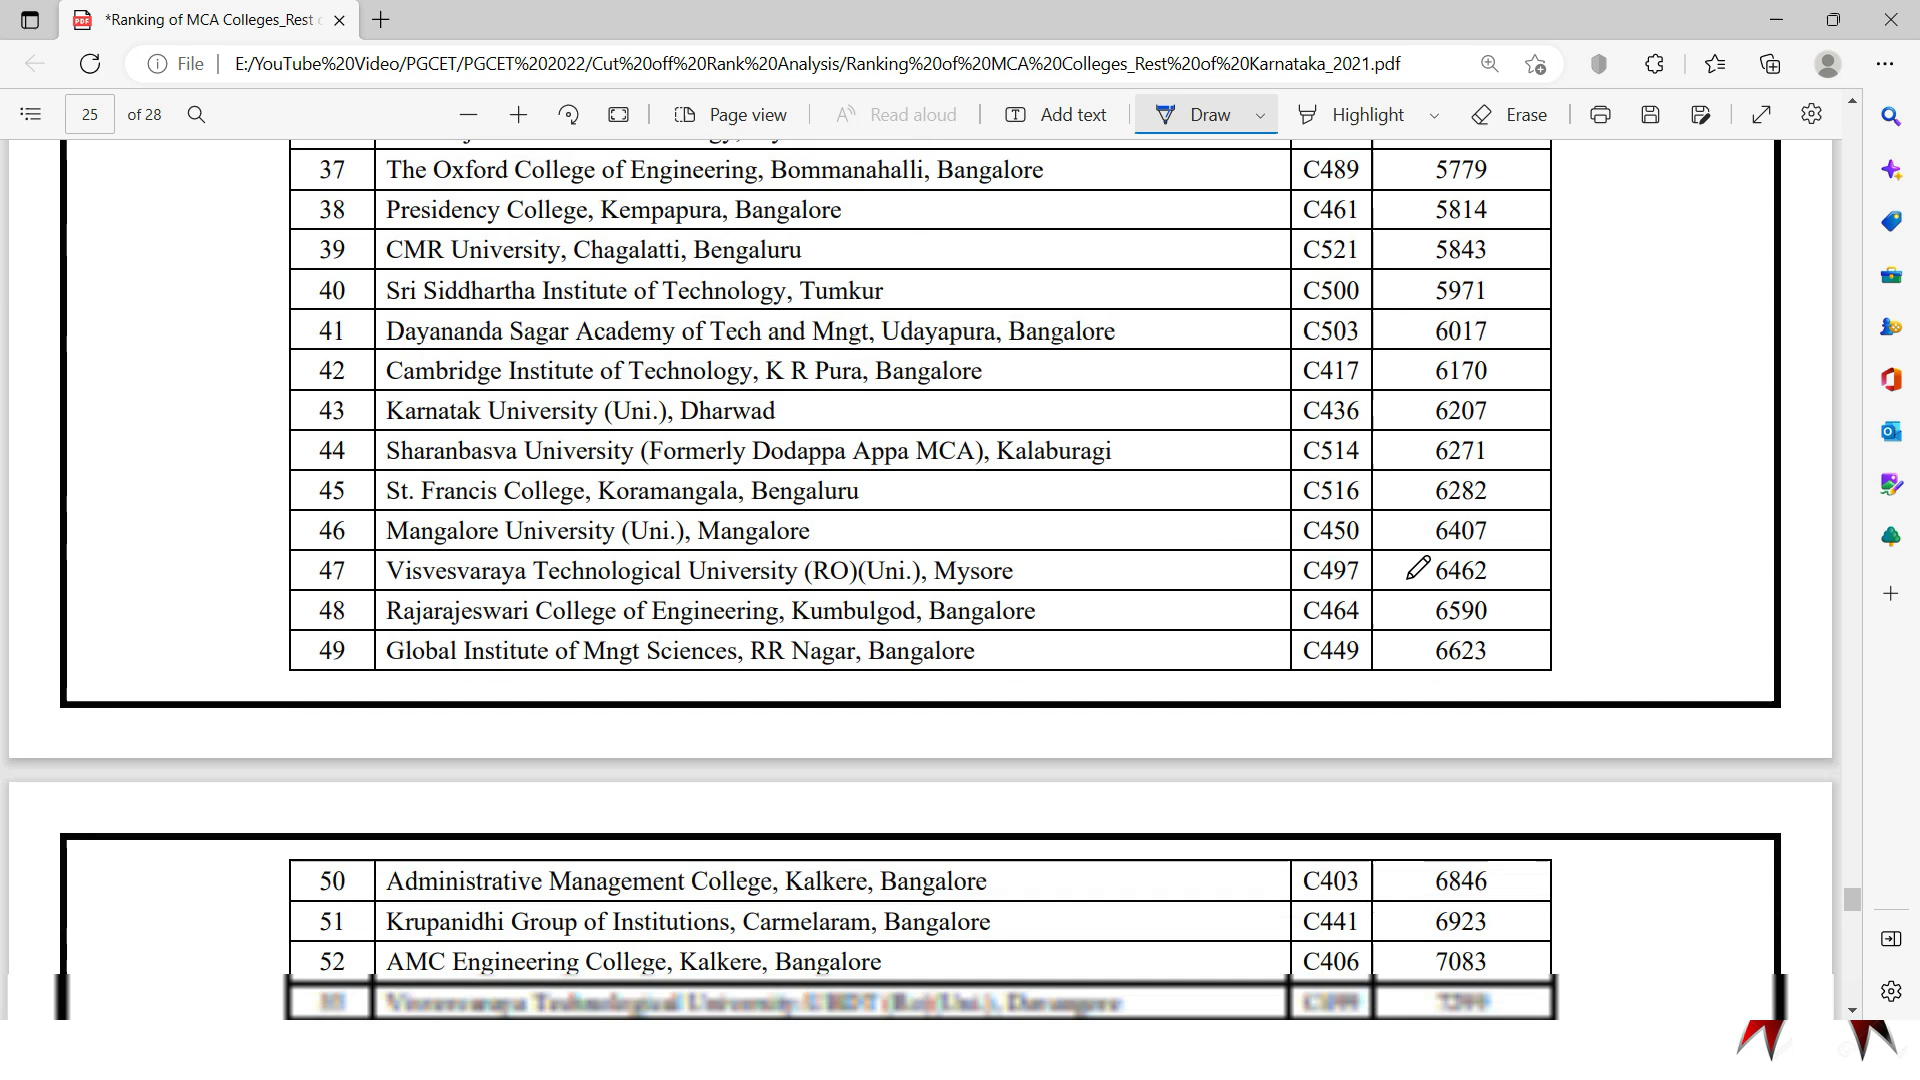 *Ranking of MCA Colleges_Rest
File
E:/YouTube%20Video/PGCET/PGCET%202022/Cut%20off%20Rank%20Analysis/Ranking%20of%20MCA%20Colleges_Rest%20of%20Karnataka_2021.pdf
25 of 28 Page view Read aloud Add text Draw Highlight Erase
37 The Oxford College of Engineering, Bommanahalli, Bangalore C489 5779
38 Presidency College, Kempapura, Bangalore C461 5814
39 CMR University, Chagalatti, Bengaluru C521 5843
40 Sri Siddhartha Institute of Technology, Tumkur C500 5971
41 Dayananda Sagar Academy of Tech and Mngt, Udayapura, Bangalore C503 6017
42 Cambridge Institute of Technology, K R Pura, Bangalore C417 6170
43 Karnatak University (Uni.), Dharwad C436 6207
44 Sharanbasva University (Formerly Dodappa Appa MCA), Kalaburagi C514 6271
45 St. Francis College, Koramangala, Bengaluru C516 6282
46 Mangalore University (Uni.), Mangalore C450 6407
47 Visvesvaraya Technological University (RO)(Uni.), Mysore C497 6462
48 Rajarajeswari College of Engineering, Kumbulgod, Bangalore C464 6590
49 Global Institute of Mngt Sciences, RR Nagar, Bangalore C449 6623
50 Administrative Management College, Kalkere, Bangalore C403 6846
51 Krupanidhi Group of Institutions, Carmelaram, Bangalore C441 6923
52 AMC Engineering College, Kalkere, Bangalore C406 7083
Technological University